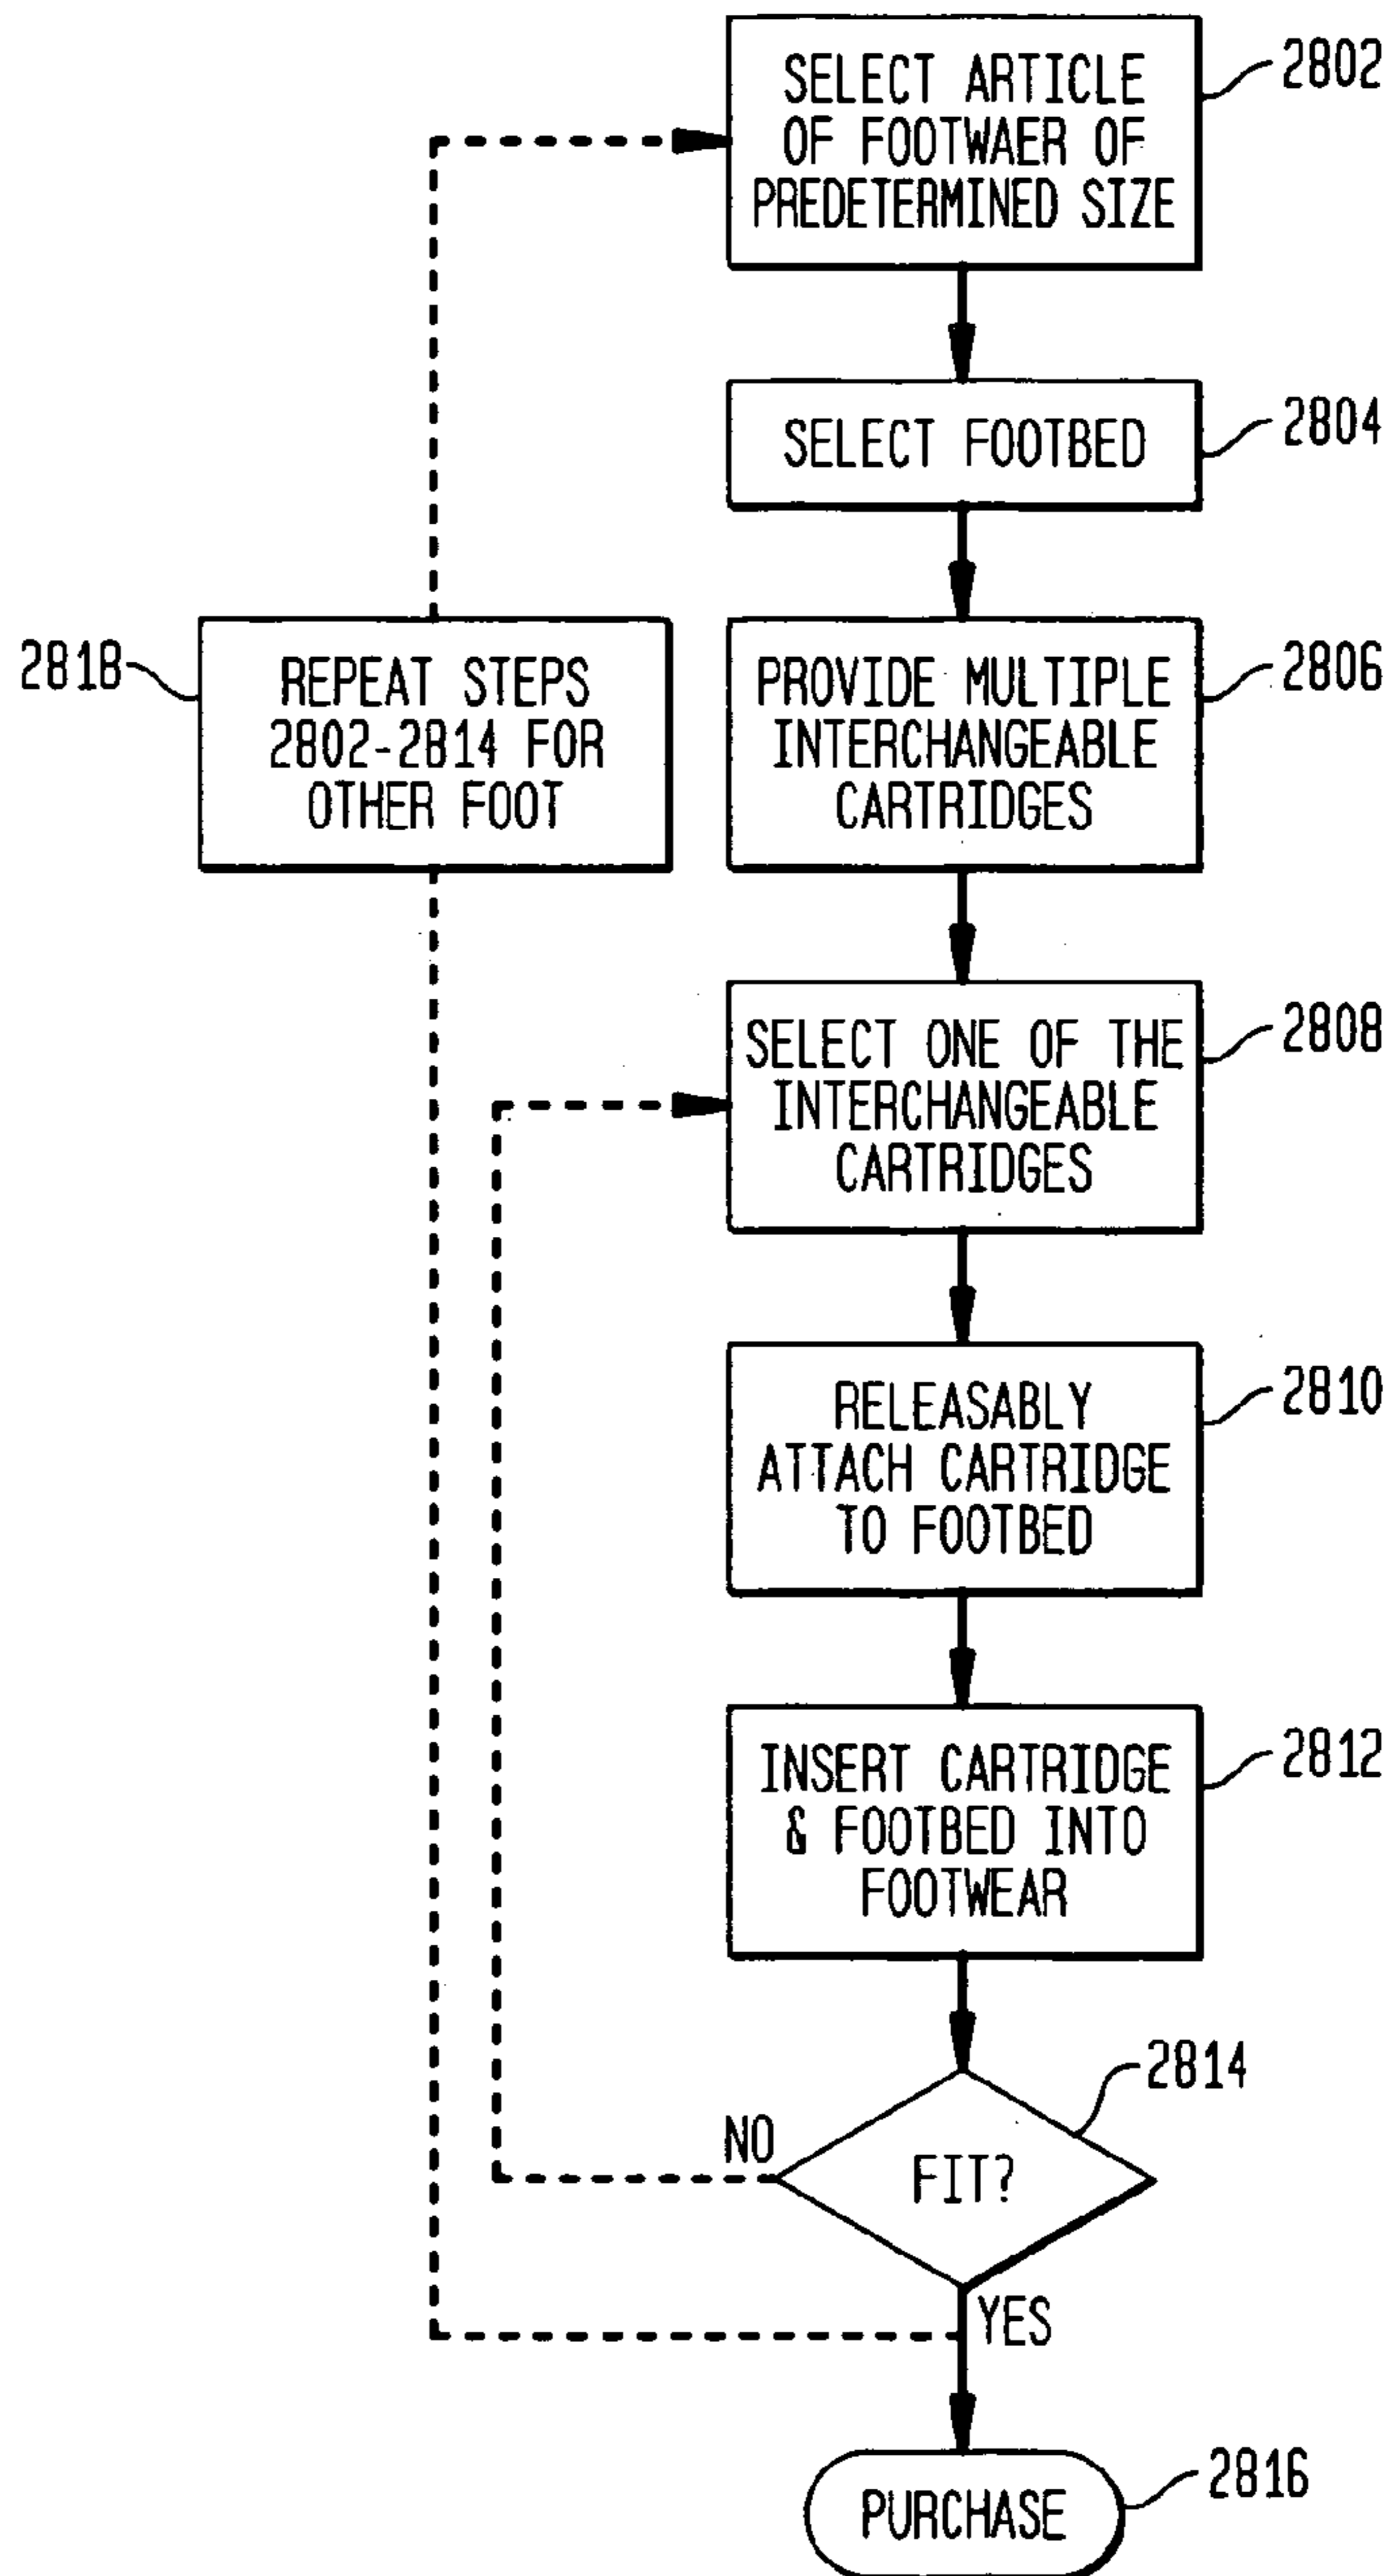 SELECT ARTICLE
OF FOOTWAER OF
PREDETERMINED SIZE
2802
SELECT FOOTBED
2804
2818
REPEAT STEPS
2802-2814 FOR
OTHER FOOT
PROVIDE MULTIPLE
INTERCHANGEABLE
CARTRIDGES
2806
SELECT ONE OF THE
INTERCHANGEABLE
CARTRIDGES
2808
RELEASABLY
ATTACH CARTRIDGE
TO FOOTBED
2810
INSERT CARTRIDGE
& FOOTBED INTO
FOOTWEAR
2812
2814
NO
FIT?
YES
PURCHASE
2816